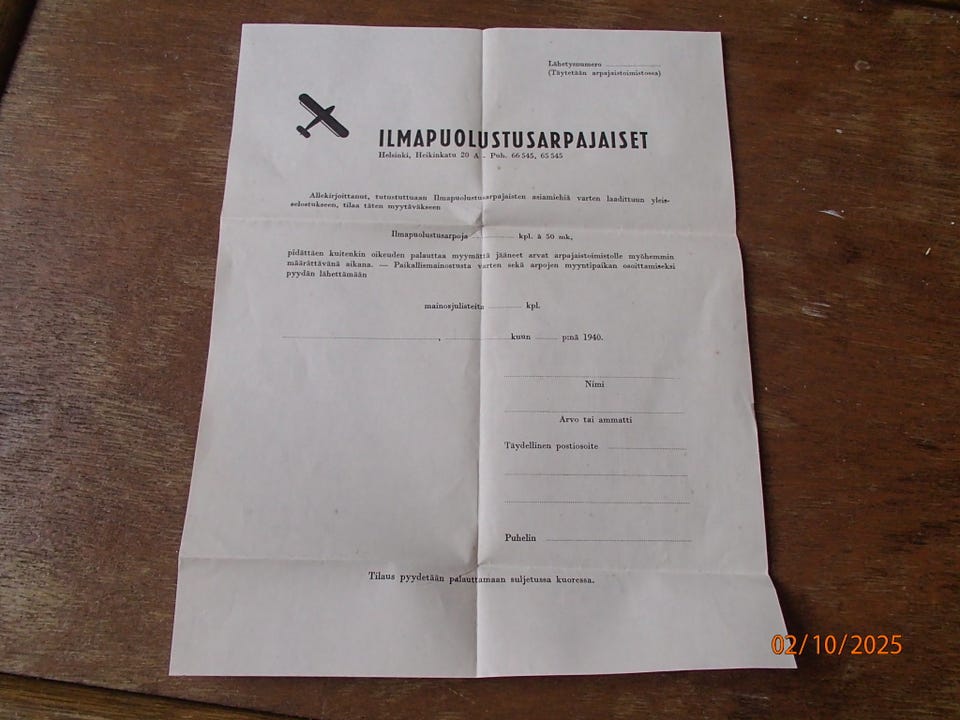 Lähetysnumero
(Täytetään arpajaistoimistossa)
ILMAPUOLUSTUSARPAJAISET
Helsinki, Heikinkatu 20 A. Puh. 66 545, 65 545
Allekirjoittanut, tutustuttuaan Ilmapuolustusarpajaisten asiamiehiä varten laadittuun yleis-
selostukseen, tilaa täten myytäväkseen
Ilmapuolustusarpoja kpl. à 50 mk,
pidättäen kuitenkin oikeuden palauttaa myymättä jääneet arvat arpajaistoimistolle myöhemmin
määrättävänä aikana. — Paikallismainostusta varten sekä arpojen myyntipaikan osoittamiseksi
pyydän lähettämään
mainosjulisteita kpl.
kuun p:nä 1940.
Nimi
Arvo tai ammatti
Täydellinen postiosoite
Puhelin
Tilaus pyydetään palauttamaan suljetussa kuoressa.
02/10/2025